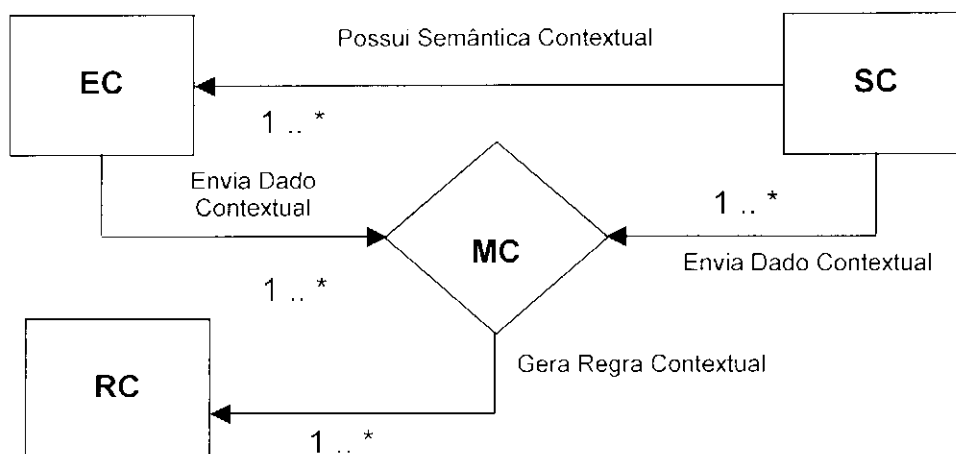 Possui Semântica Contextual
EC
SC
1 .. *
Envia Dado
Contextual
1 .. *
MC
Envia Dado Contextual
1 .. *
Gera Regra Contextual
RC
1 .. *